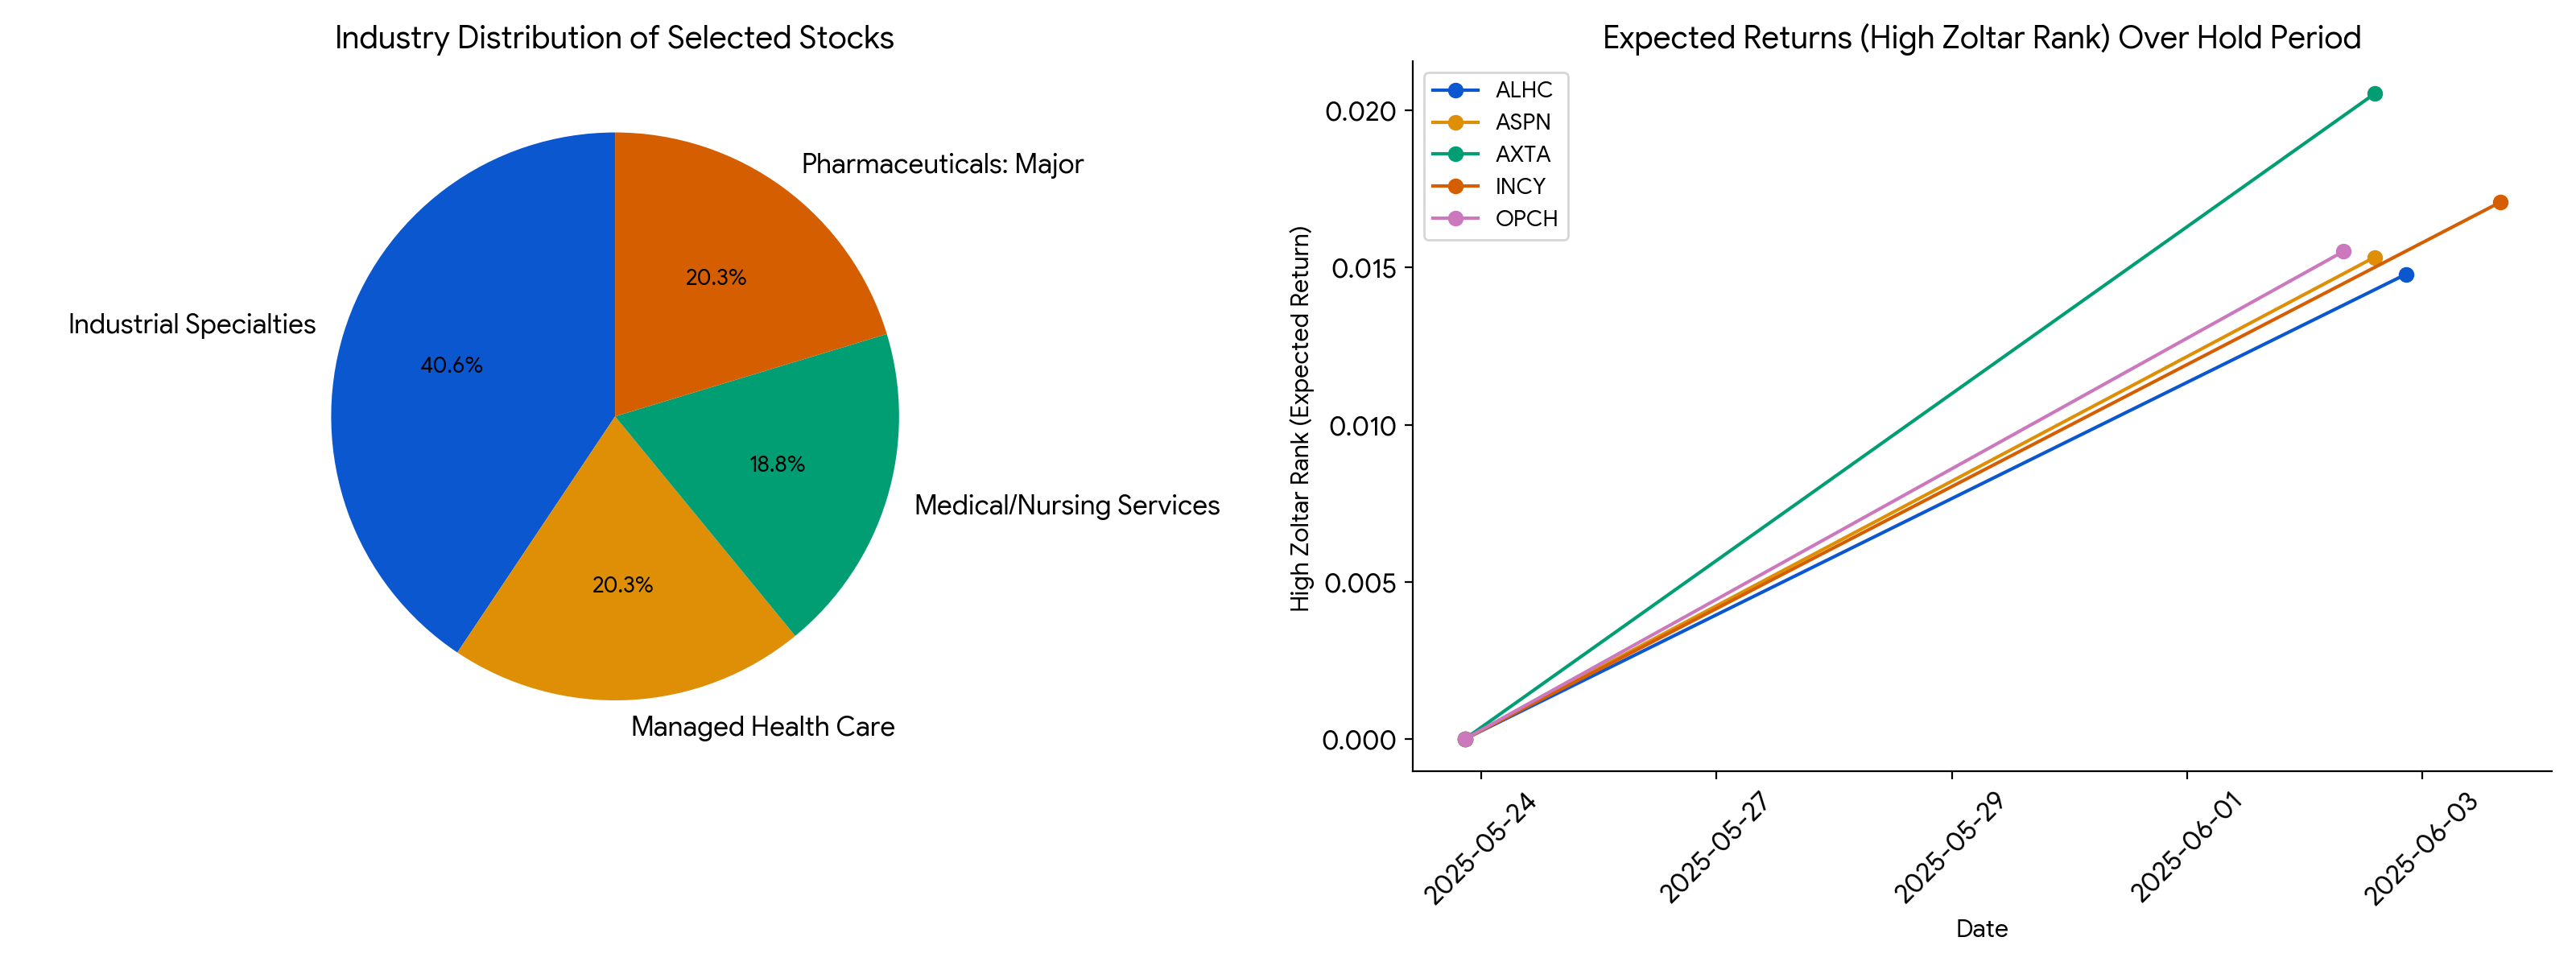 Industry Distribution of Selected Stocks
Pharmaceuticals: Major
20.3%
Industrial Specialties
40.6%
18.8%
Medical/Nursing Services
20.3%
Managed Health Care
Expected Returns (High Zoltar Rank) Over Hold Period
ALHC
ASPN
AXTA
INCY
OPCH
High Zoltar Rank (Expected Return)
0.020
0.015
0.010
0.005
0.000
2025-05-24
2025-05-27
2025-05-29
2025-06-01
2025-06-03
Date